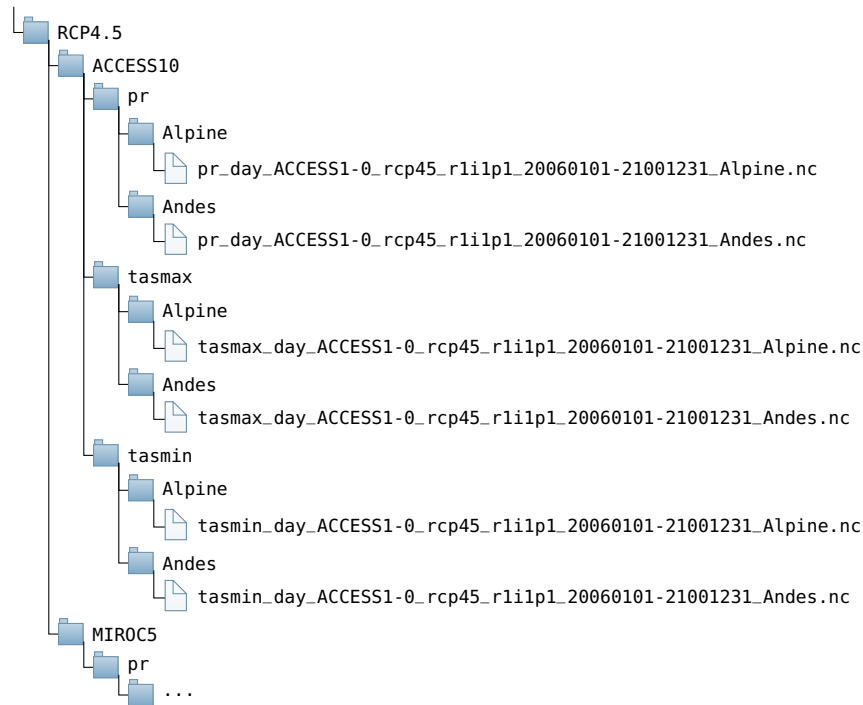 RCP4.5
ACCESS10
pr
Alpine
pr_day_ACCESS1-0_rcp45_r1i1p1_20060101-21001231_Alpine.nc
Andes
pr_day_ACCESS1-0_rcp45_r1i1p1_20060101-21001231_Andes.nc
tasmax
Alpine
tasmax_day_ACCESS1-0_rcp45_r1i1p1_20060101-21001231_Alpine.nc
Andes
tasmax_day_ACCESS1-0_rcp45_r1i1p1_20060101-21001231_Andes.nc
tasmin
Alpine
tasmin_day_ACCESS1-0_rcp45_r1i1p1_20060101-21001231_Alpine.nc
Andes
tasmin_day_ACCESS1-0_rcp45_r1i1p1_20060101-21001231_Andes.nc
MIROC5
pr
...